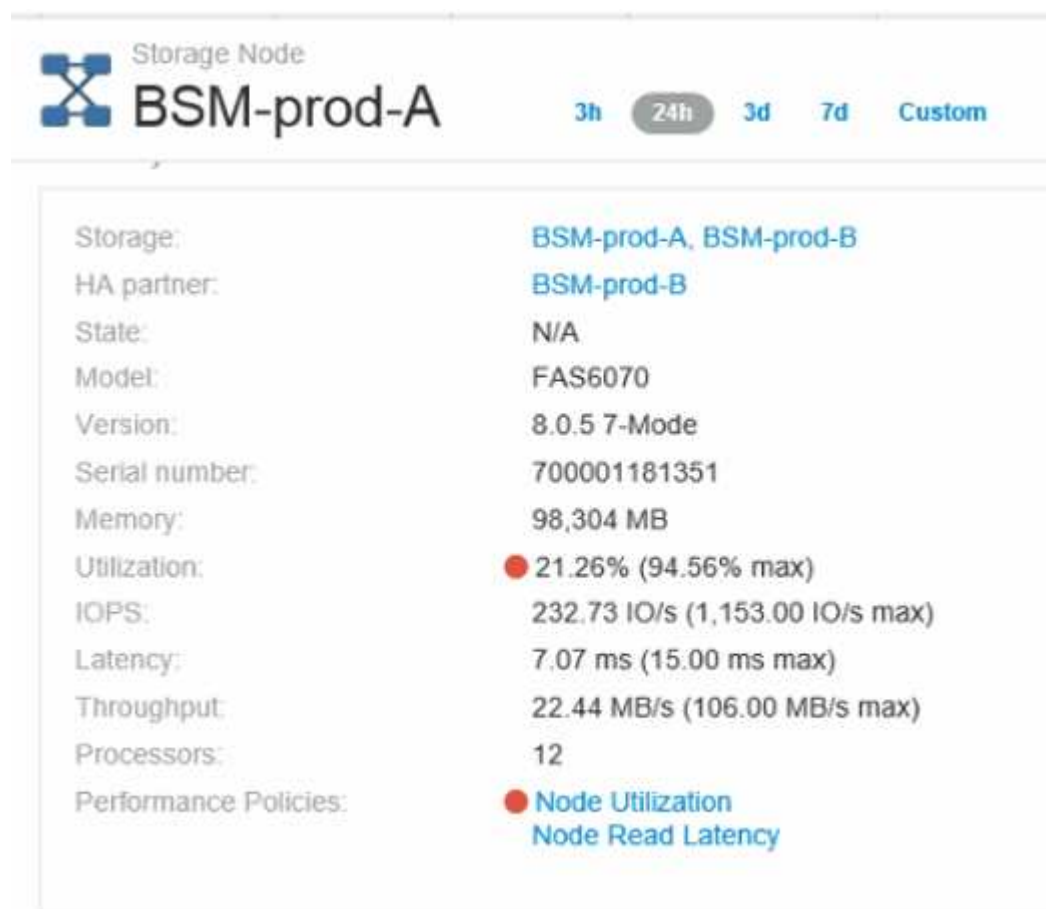 Storage Node
BSM-prod-A
3h 24h 3d 7d Custom
Storage: BSM-prod-A, BSM-prod-B
HA partner: BSM-prod-B
State: N/A
Model: FAS6070
Version: 8.0.5 7-Mode
Serial number: 700001181351
Memory: 98,304 MB
Utilization: 21.26% (94.56% max)
IOPS: 232.73 IO/s (1,153.00 IO/s max)
Latency: 7.07 ms (15.00 ms max)
Throughput: 22.44 MB/s (106.00 MB/s max)
Processors: 12
Performance Policies: Node Utilization
Node Read Latency